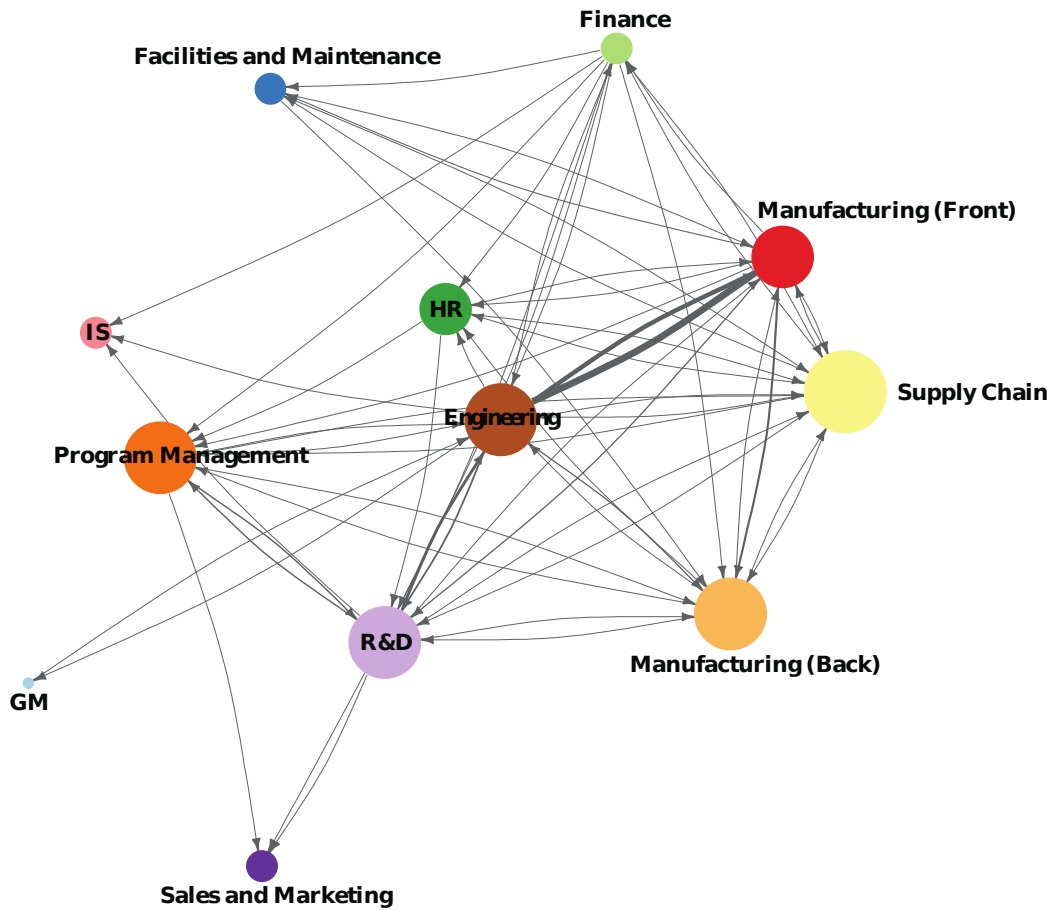 Finance
Facilities and Maintenance
Manufacturing (Front)
HR
IS
Supply Chain
Engineering
Program Management
R&D
Manufacturing (Back)
GM
Sales and Marketing